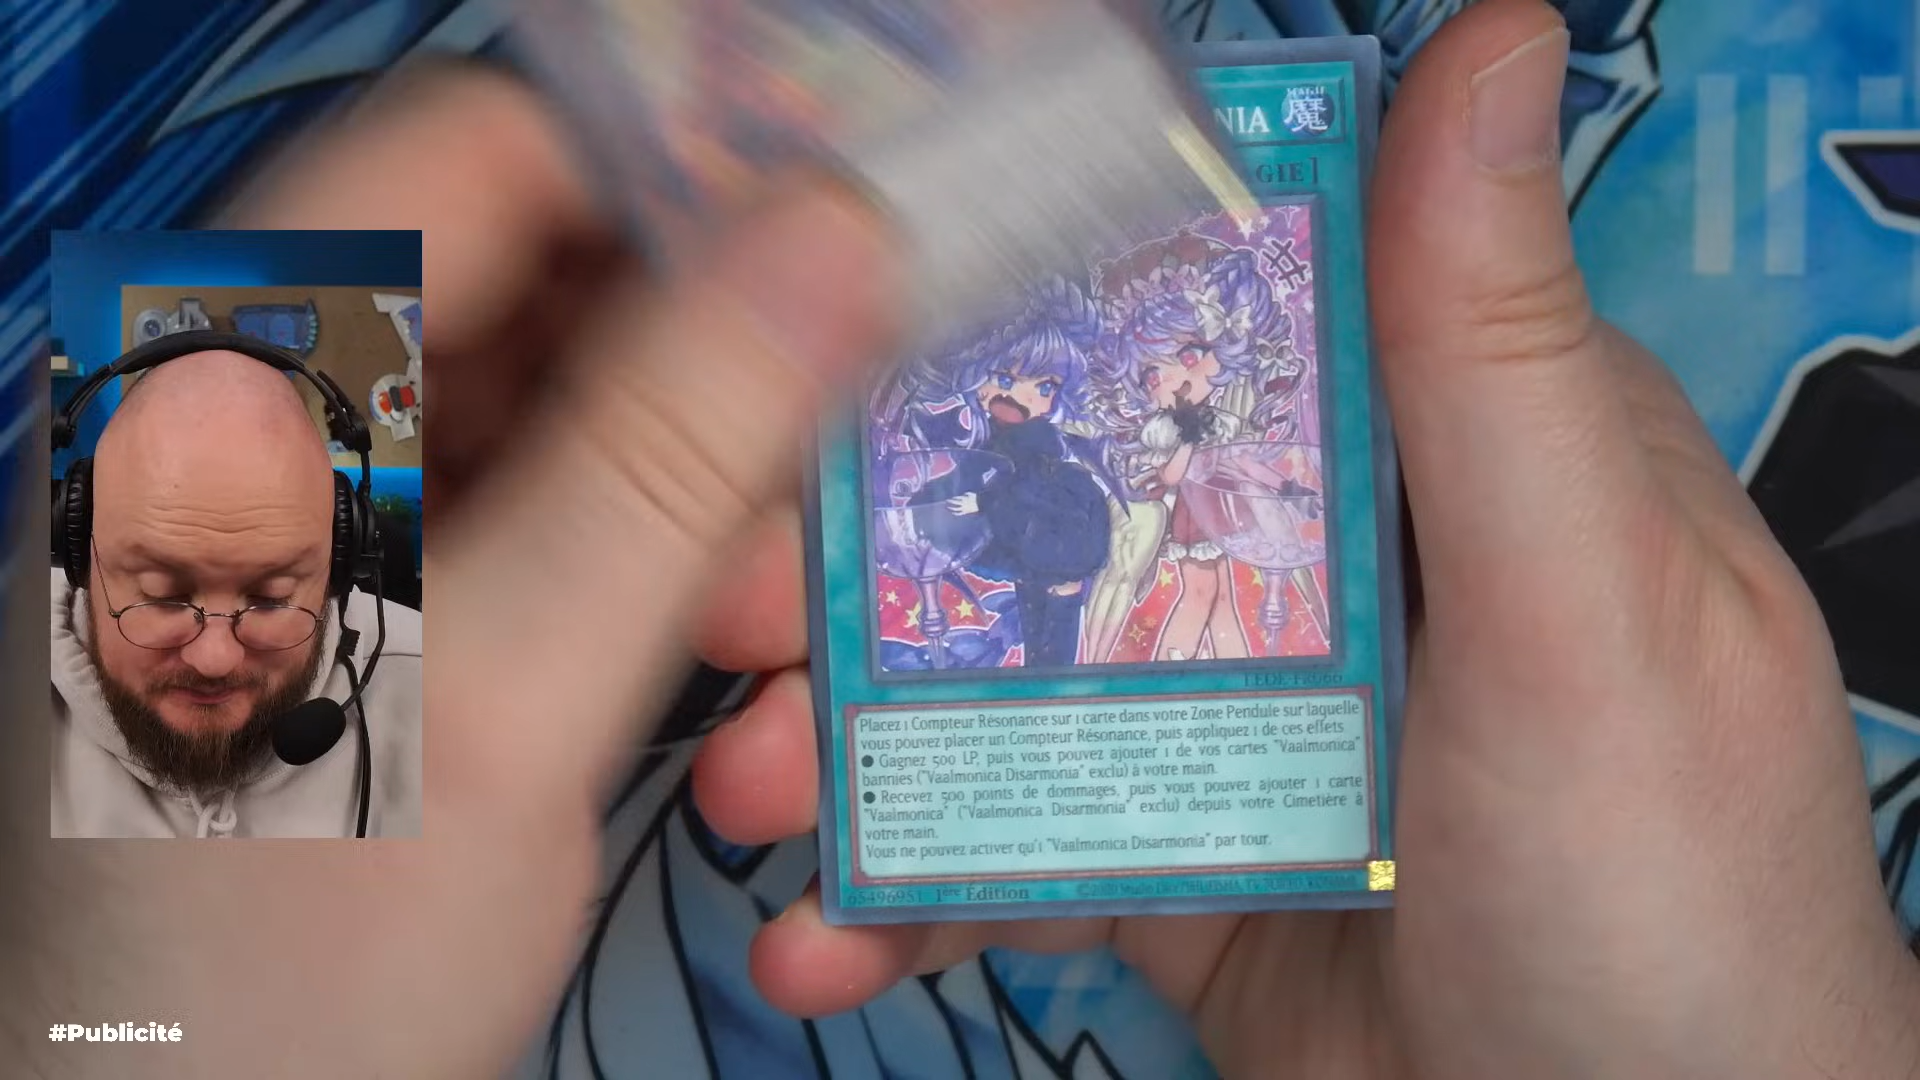 NIA
魔
GIE]
LEDE-FR066
Placez 1 Compteur Résonance sur 1 carte dans votre Zone Pendule sur laquelle
vous pouvez placer un Compteur Résonance, puis appliquez 1 de ces effets
● Gagnez 500 LP, puis vous pouvez ajouter 1 de vos cartes "Vaalmonica"
bannies ("Vaalmonica Disarmonia" exclu) à votre main.
● Recevez 500 points de dommages, puis vous pouvez ajouter 1 carte
"Vaalmonica" ("Vaalmonica Disarmonia" exclu) depuis votre Cimetière à
votre main.
Vous ne pouvez activer qu'1 "Vaalmonica Disarmonia" par tour.
65496951 1ère Édition
#Publicité